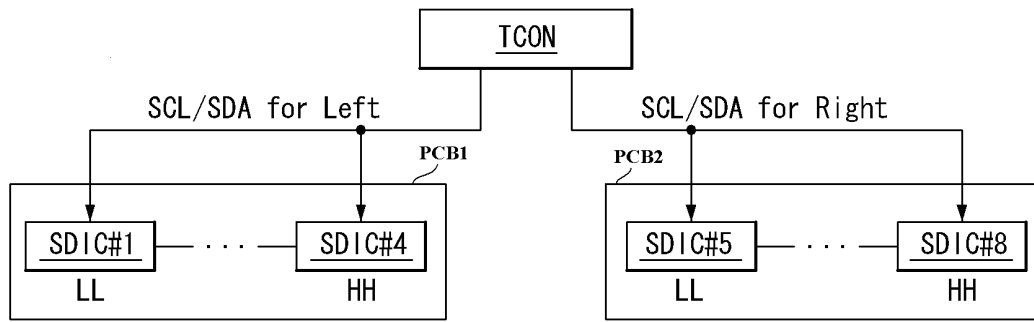 TCON
SCL/SDA for Left
SCL/SDA for Right
PCB1
PCB2
SDIC#1 ··· SDIC#4
SDIC#5 ··· SDIC#8
LL HH
LL HH